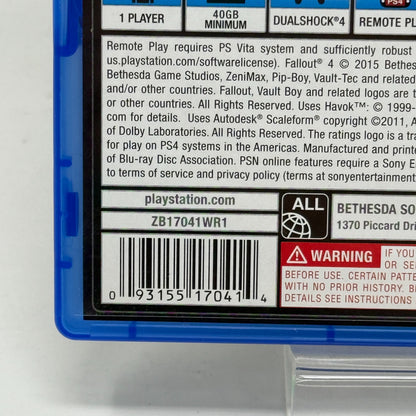 1 PLAYER
40GB MINIMUM
DUALSHOCK®4
REMOTE PL
PS4
Remote Play requires PS Vita system and sufficiently robust
us.playstation.com/softwarelicense). Fallout® 4 © 2015 Bethes
Bethesda Game Studios, ZeniMax, Pip-Boy, Vault-Tec and related
and/or other countries. Fallout, Vault Boy and related logos are t
or other countries. All Rights Reserved. Uses Havok™: © 1999-
com for details. Uses Autodesk® Scaleform® copyright ©2011, A
of Dolby Laboratories. All Rights Reserved. The ratings logo is a tra
for play on PS4 systems in the Americas. Manufactured and printe
of Blu-ray Disc Association. PSN online features require a Sony E
to terms of service and privacy policy (terms at sonyentertainment
playstation.com
ZB17041WR1
ALL
BETHESDA SO
1370 Piccard Dri
WARNING
IF YOU
OR SE
BEFORE USE. CERTAIN PATTE
WITH NO PRIOR HISTORY. BI
DETAILS SEE INSTRUCTIONS
0 93155 17041 4